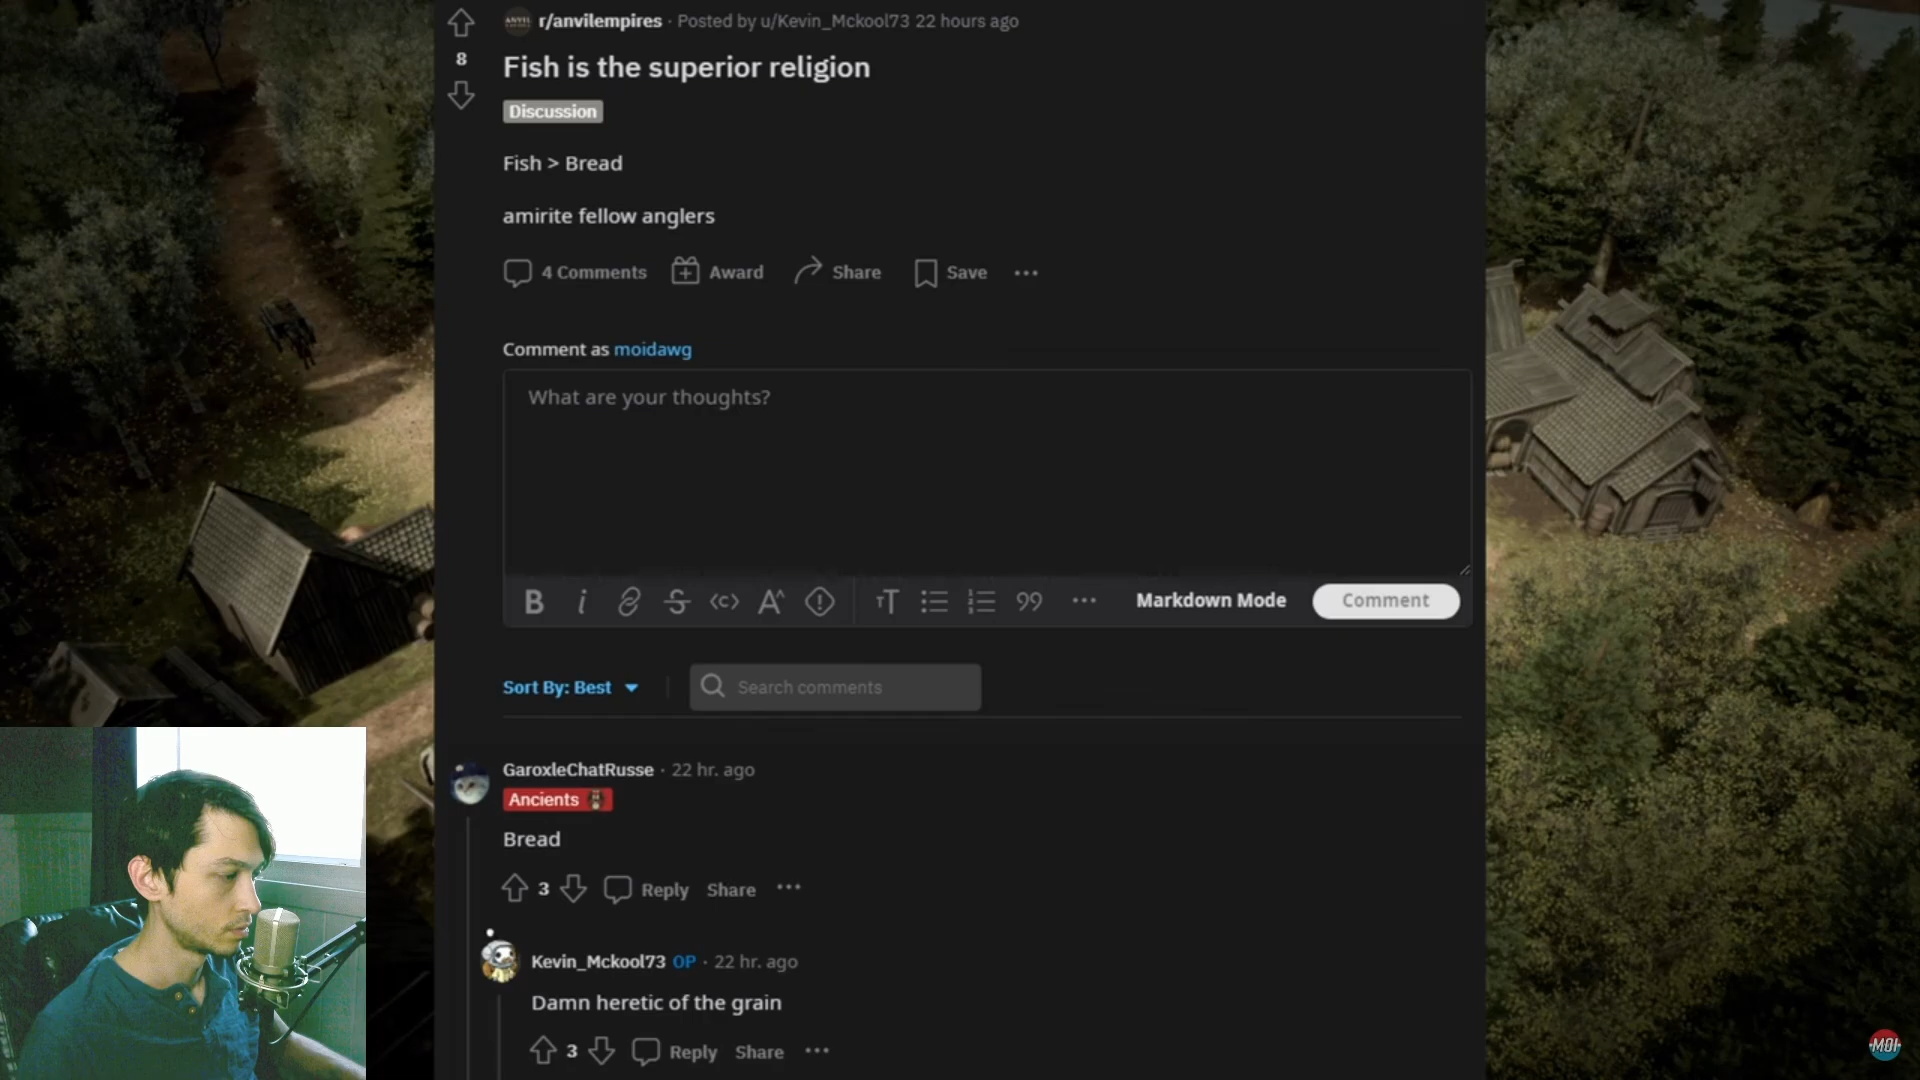 r/anvilempires · Posted by u/Kevin_Mckool73 22 hours ago
8
Fish is the superior religion
Discussion
Fish > Bread
amirite fellow anglers
4 Comments Award Share Save
Comment as moidawg
What are your thoughts?
Markdown Mode Comment
Sort By: Best Search comments
GaroxleChatRusse · 22 hr. ago
Ancients
Bread
3 Reply Share
Kevin_Mckool73 OP · 22 hr. ago
Damn heretic of the grain
3 Reply Share
MOI